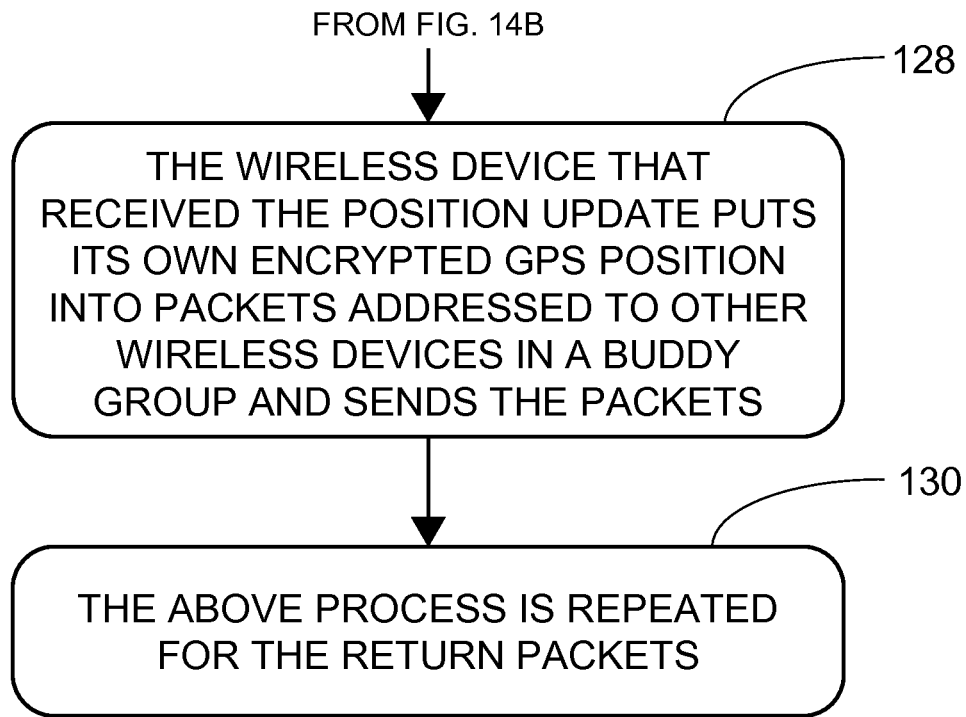 FROM FIG. 14B
128
THE WIRELESS DEVICE THAT
RECEIVED THE POSITION UPDATE PUTS
ITS OWN ENCRYPTED GPS POSITION
INTO PACKETS ADDRESSED TO OTHER
WIRELESS DEVICES IN A BUDDY
GROUP AND SENDS THE PACKETS
130
THE ABOVE PROCESS IS REPEATED
FOR THE RETURN PACKETS